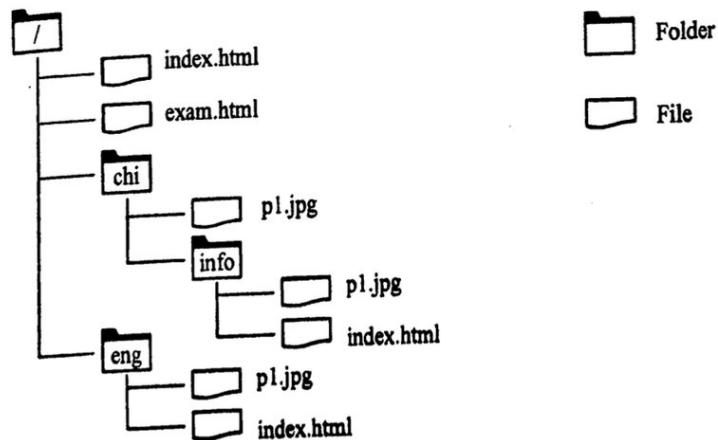 /
Folder
index.html
exam.html
File
chi
p1.jpg
info
p1.jpg
index.html
eng
p1.jpg
index.html